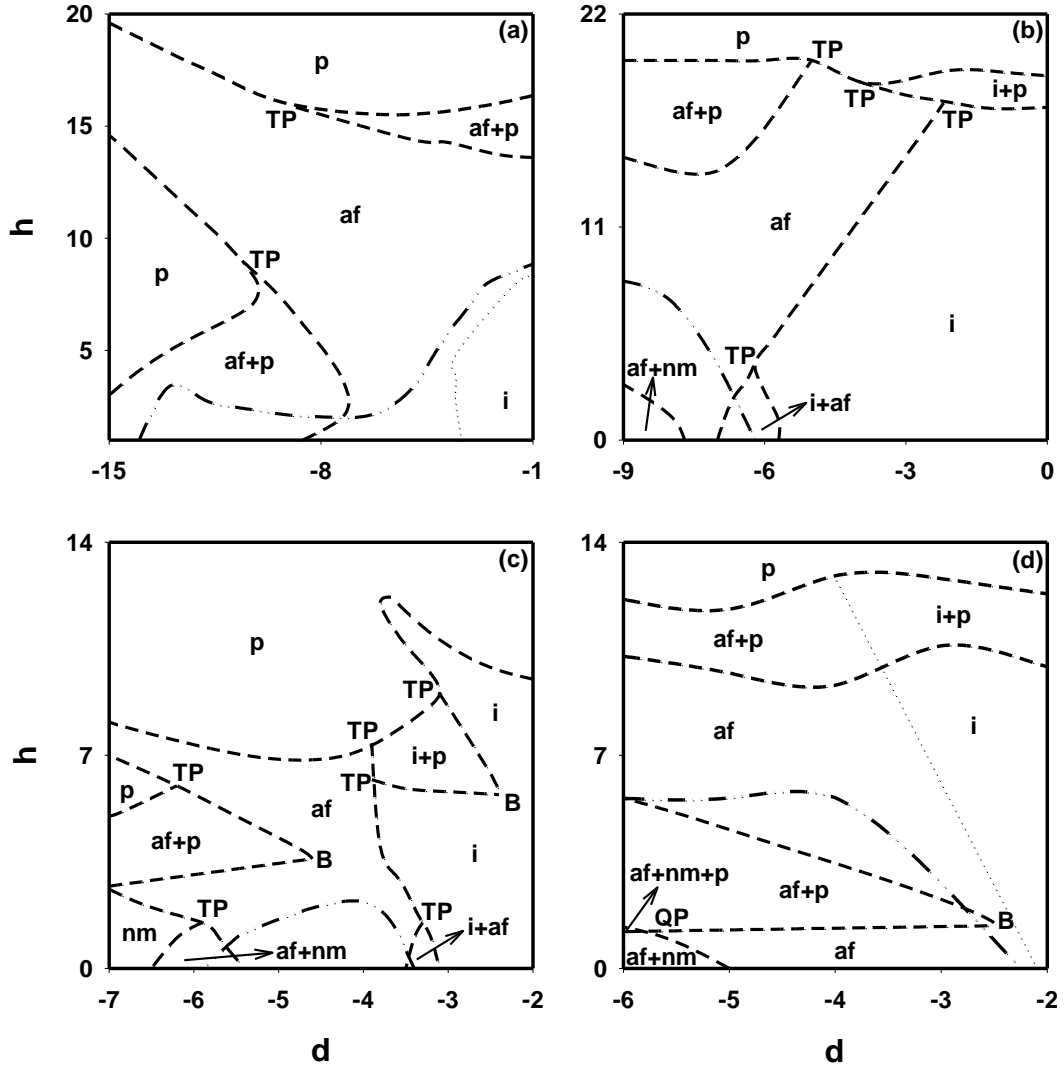 20
(a)
p
TP
15
af+p
af
h
10
TP
p
af+p
5
i
-15
-8
-1
22
(b)
p
TP
TP
i+p
af+p
TP
11
af
i
TP
af+nm
i+af
0
-9
-6
-3
0
14
(c)
p
TP
i
TP
i+p
h
7
TP
TP
p
af
B
af+p
B
i
TP
TP
nm
i+af
af+nm
0
-7
-6
-5
-4
-3
-2
d
14
(d)
p
i+p
af+p
7
af
i
af+nm+p
af+p
QP
B
af+nm
af
0
-6
-5
-4
-3
-2
d